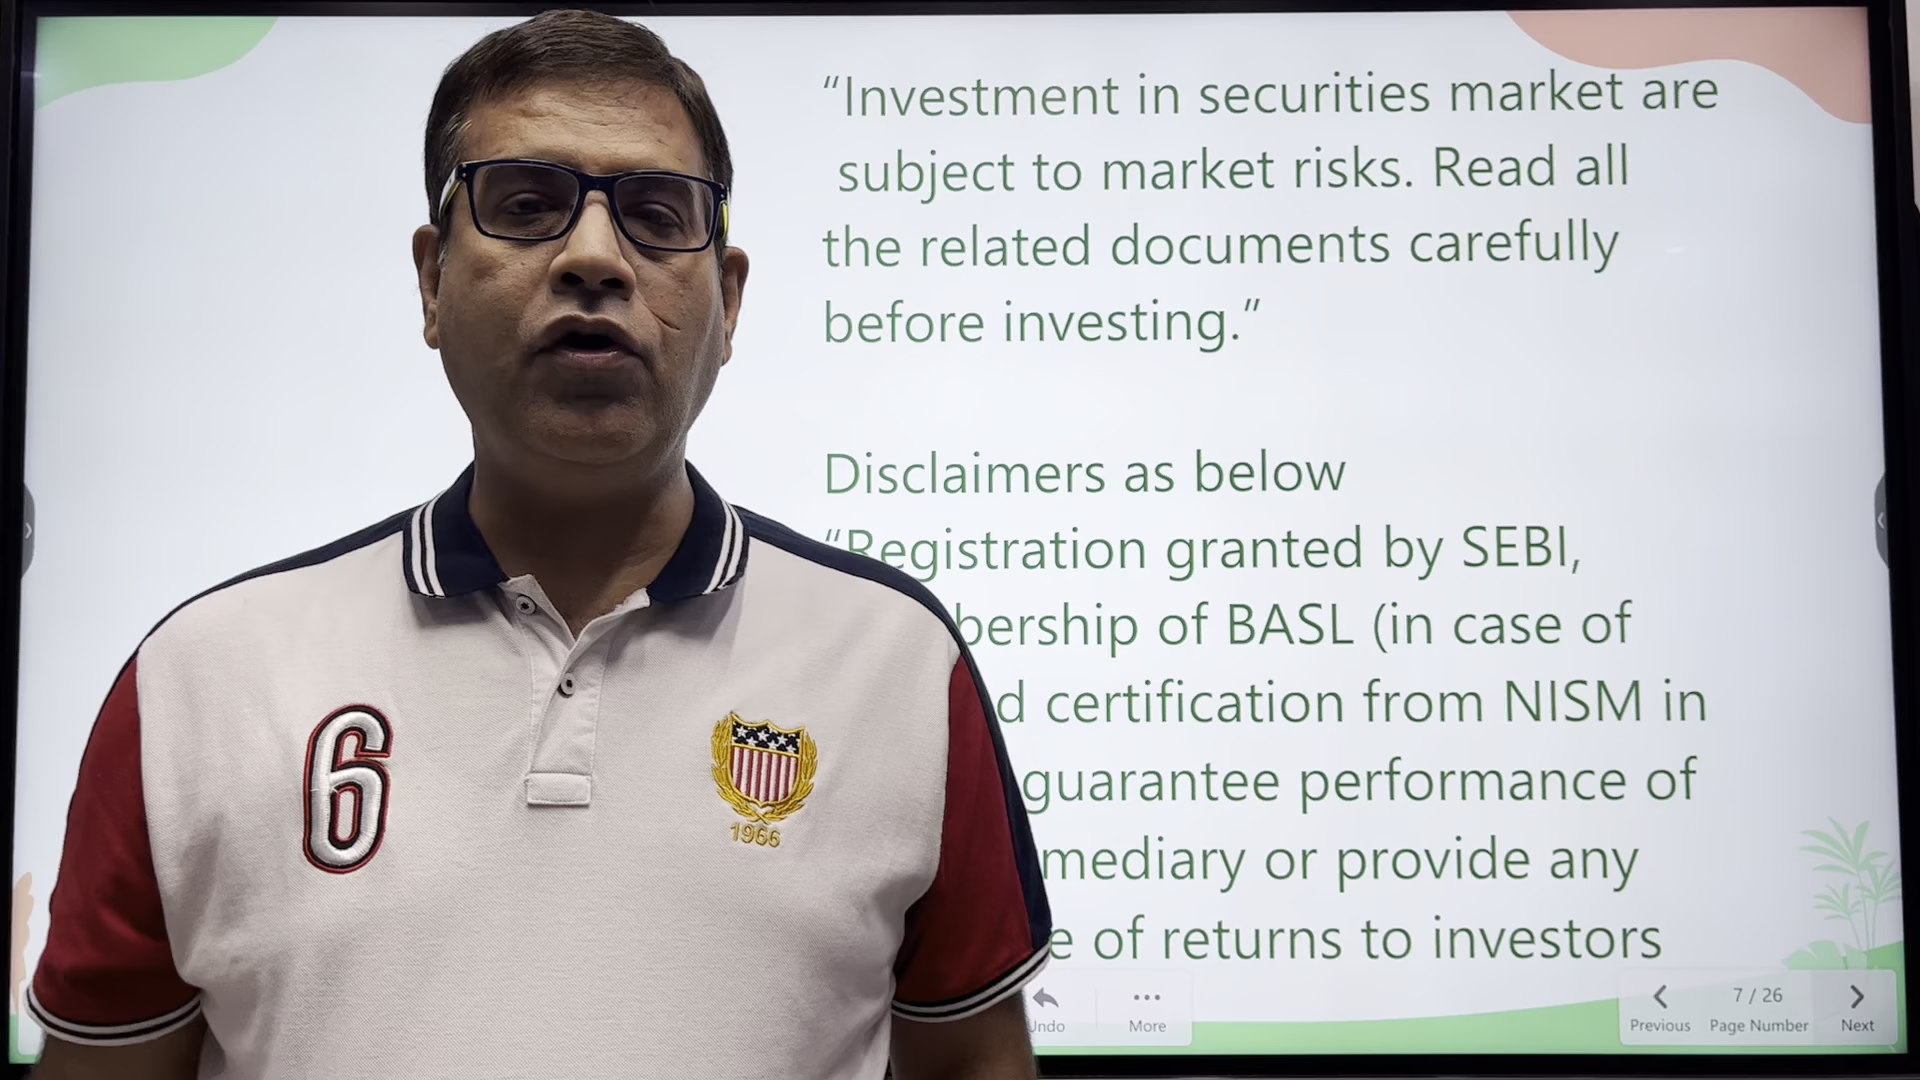 “Investment in securities market are
subject to market risks. Read all
the related documents carefully
before investing.”
Disclaimers as below
“Registration granted by SEBI,
bership of BASL (in case of
d certification from NISM in
guarantee performance of
mediary or provide any
e of returns to investors
6
1966
Undo
More
Previous
7 / 26
Page Number
Next